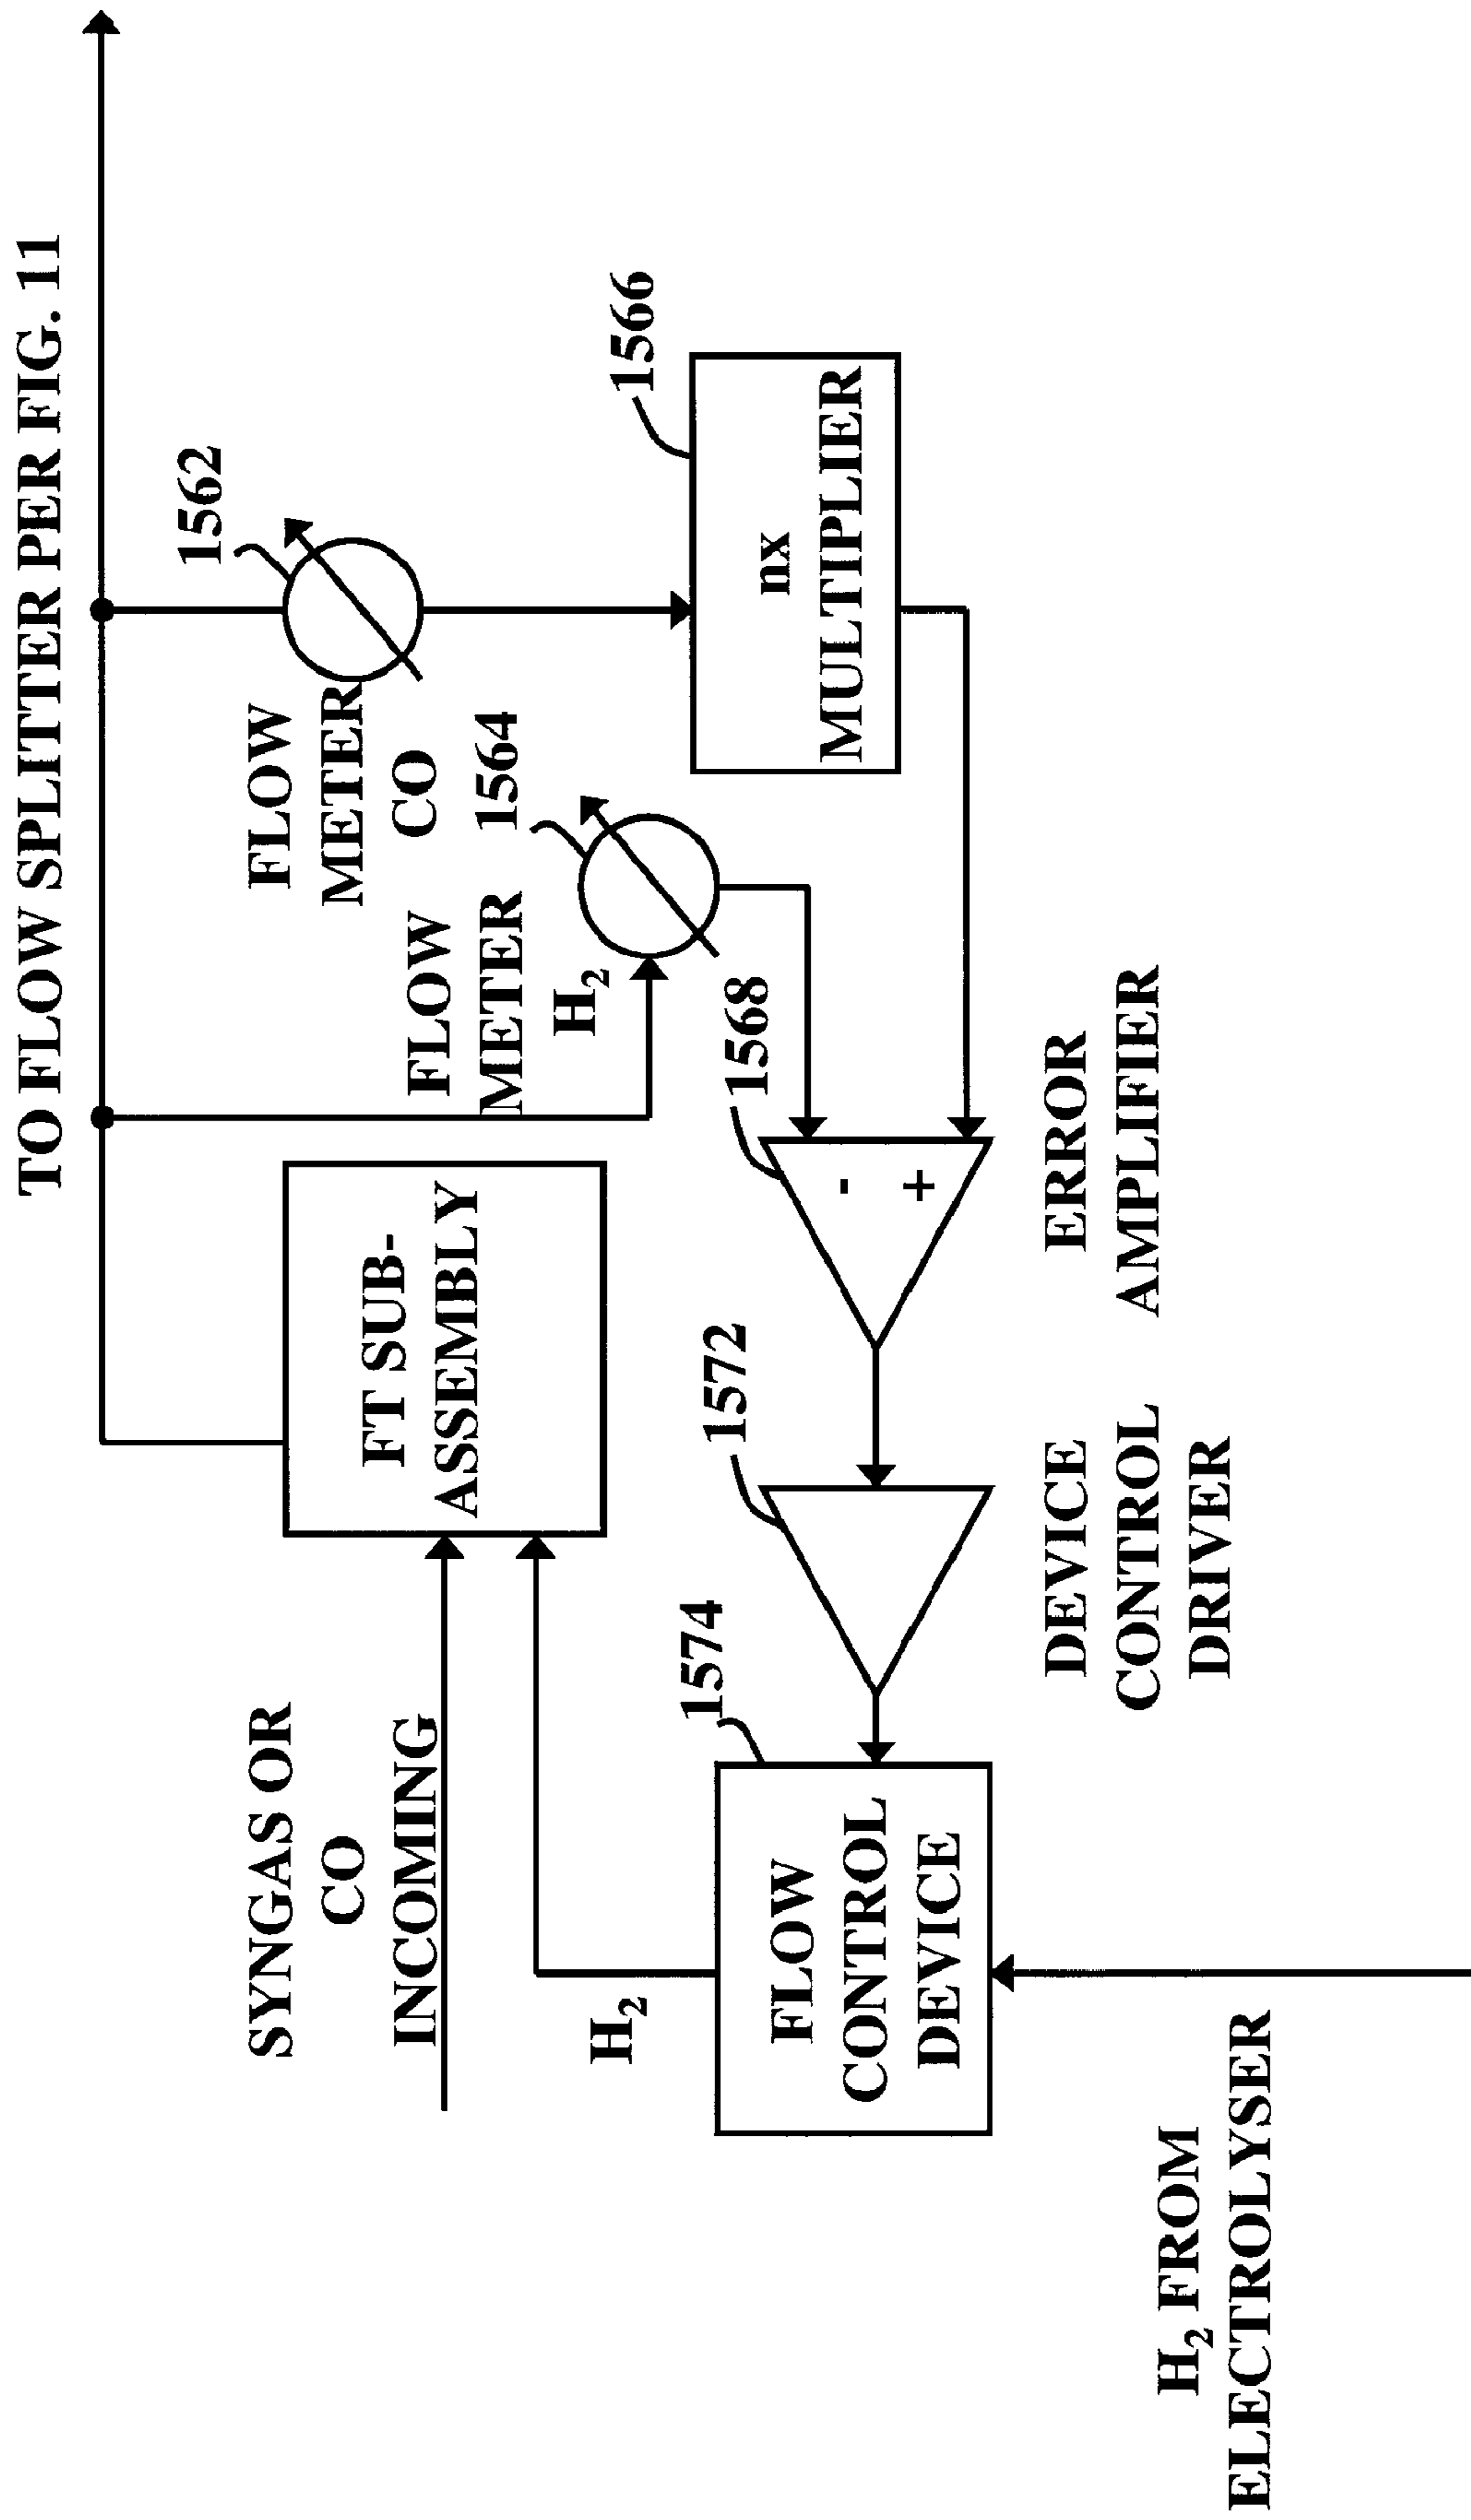 TO FLOW SPLITTER PER FIG. 11
SYNGAS OR
CO
INCOMING
FT SUB-
ASSEMBLY
FLOW
METER
CO
1562
FLOW
METER
H₂
1564
1566
nx
MULTIPLIER
H₂
1574
FLOW
CONTROL
DEVICE
1572
1568
-
+
DEVICE
CONTROL
DRIVER
ERROR
AMPLIFIER
H₂ FROM
ELECTROLYSER